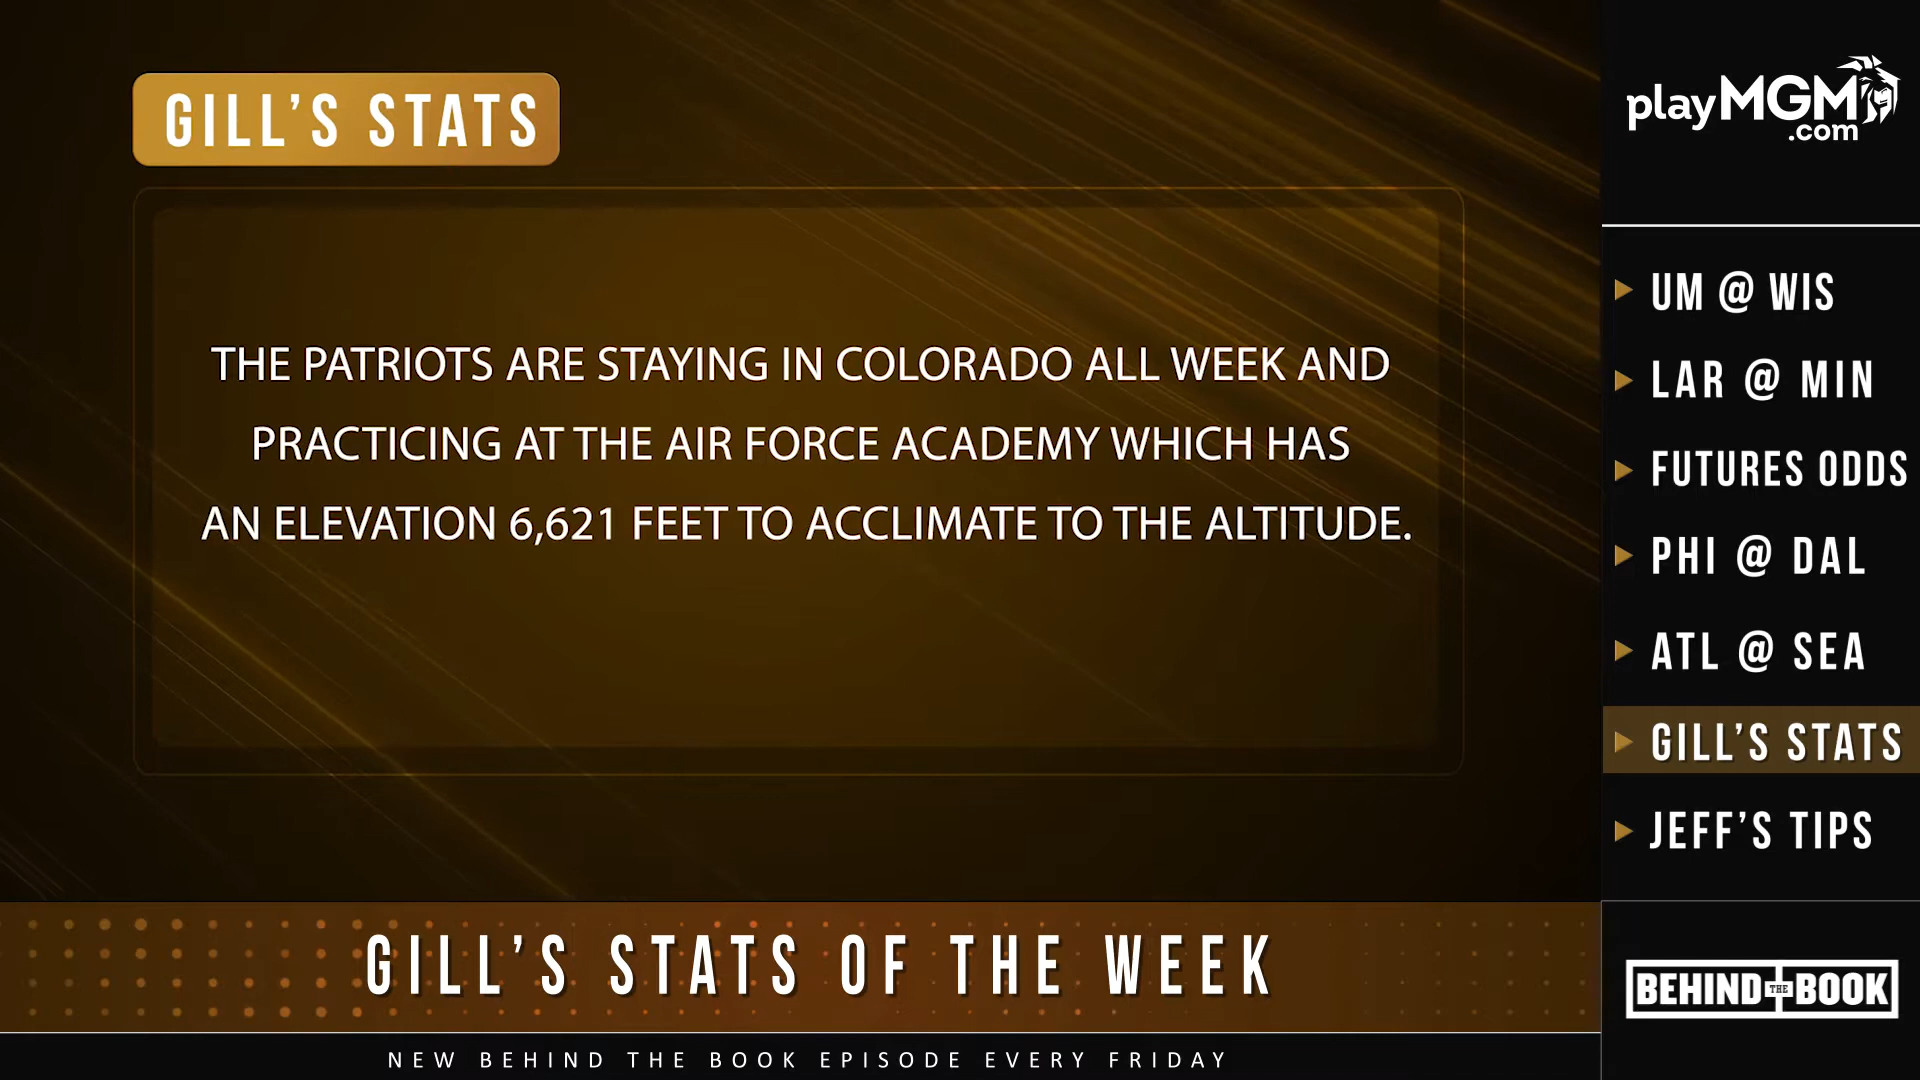 GILL'S STATS
THE PATRIOTS ARE STAYING IN COLORADO ALL WEEK AND
PRACTICING AT THE AIR FORCE ACADEMY WHICH HAS
AN ELEVATION 6,621 FEET TO ACCLIMATE TO THE ALTITUDE.
GILL'S STATS OF THE WEEK
NEW BEHIND THE BOOK EPISODE EVERY FRIDAY
playMGM
.com
UM @ WIS
LAR @ MIN
FUTURES ODDS
PHI @ DAL
ATL @ SEA
GILL'S STATS
JEFF'S TIPS
BEHIND THE BOOK